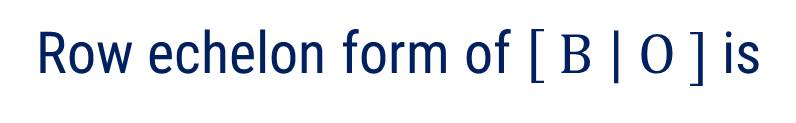 Row echelon form of [ B | O ] is